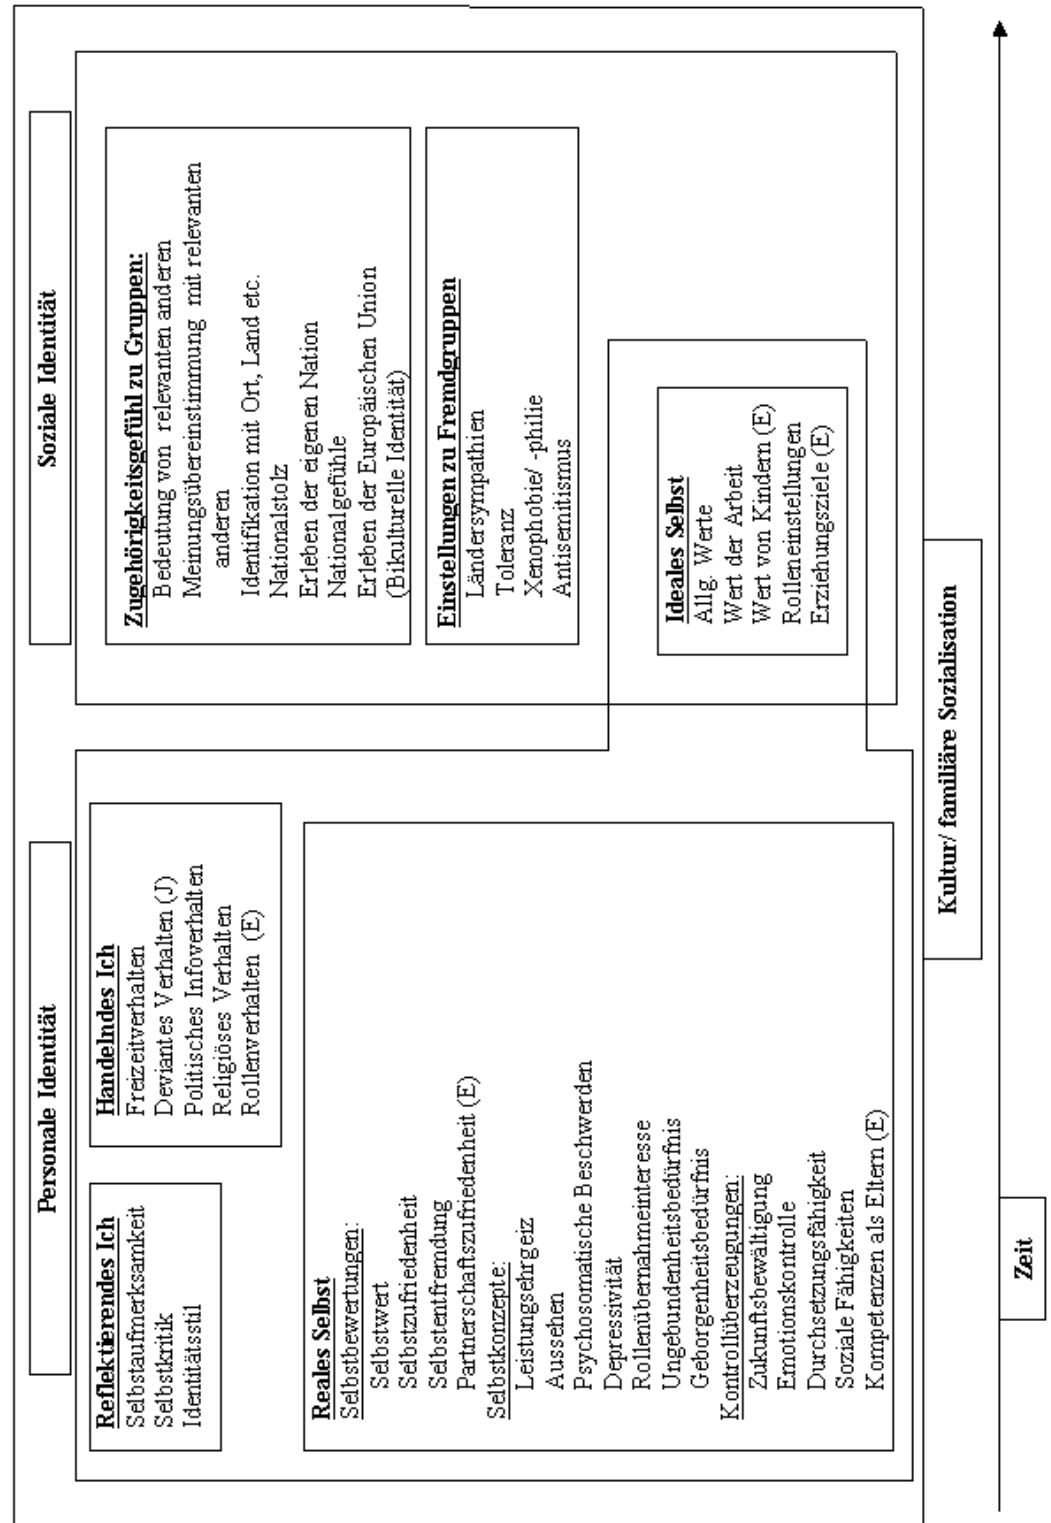 Personale Identität
Soziale Identität
Reflektierendes Ich
Selbstaufmerksamkeit
Selbstkritik
Identitätsstil
Handelndes Ich
Freizeitverhalten
Deviantes Verhalten (J)
Politisches Infoverhalten
Religiöses Verhalten
Rollenverhalten (E)
Reales Selbst
Selbstbewertungen:
Selbstwert
Selbstzufriedenheit
Selbstentfremdung
Partnerschaftszufriedenheit (E)
Selbstkonzepte:
Leistungsehrgeiz
Aussehen
Psychosomatische Beschwerden
Depressivität
Rollenübernahmeinteresse
Ungebundenheitsbedürfnis
Geborgenheitsbedürfnis
Kontrollüberzeugungen:
Zukunftsbewältigung
Emotionskontrolle
Durchsetzungsfähigkeit
Soziale Fähigkeiten
Kompetenzen als Eltern (E)
Zugehörigkeitsgefühl zu Gruppen:
Bedeutung von relevanten anderen
Meinungsübereinstimmung mit relevanten
anderen
Identifikation mit Ort, Land etc.
Nationalstolz
Erleben der eigenen Nation
Nationalgefühle
Erleben der Europäischen Union
(Bikulturelle Identität)
Einstellungen zu Fremdgruppen
Ländersympathien
Toleranz
Xenophobie/ -philie
Antisemitismus
Ideales Selbst
Allg. Werte
Wert der Arbeit
Wert von Kindern (E)
Rolleneinstellungen
Erziehungsziele (E)
Kultur/ familiäre Sozialisation
Zeit